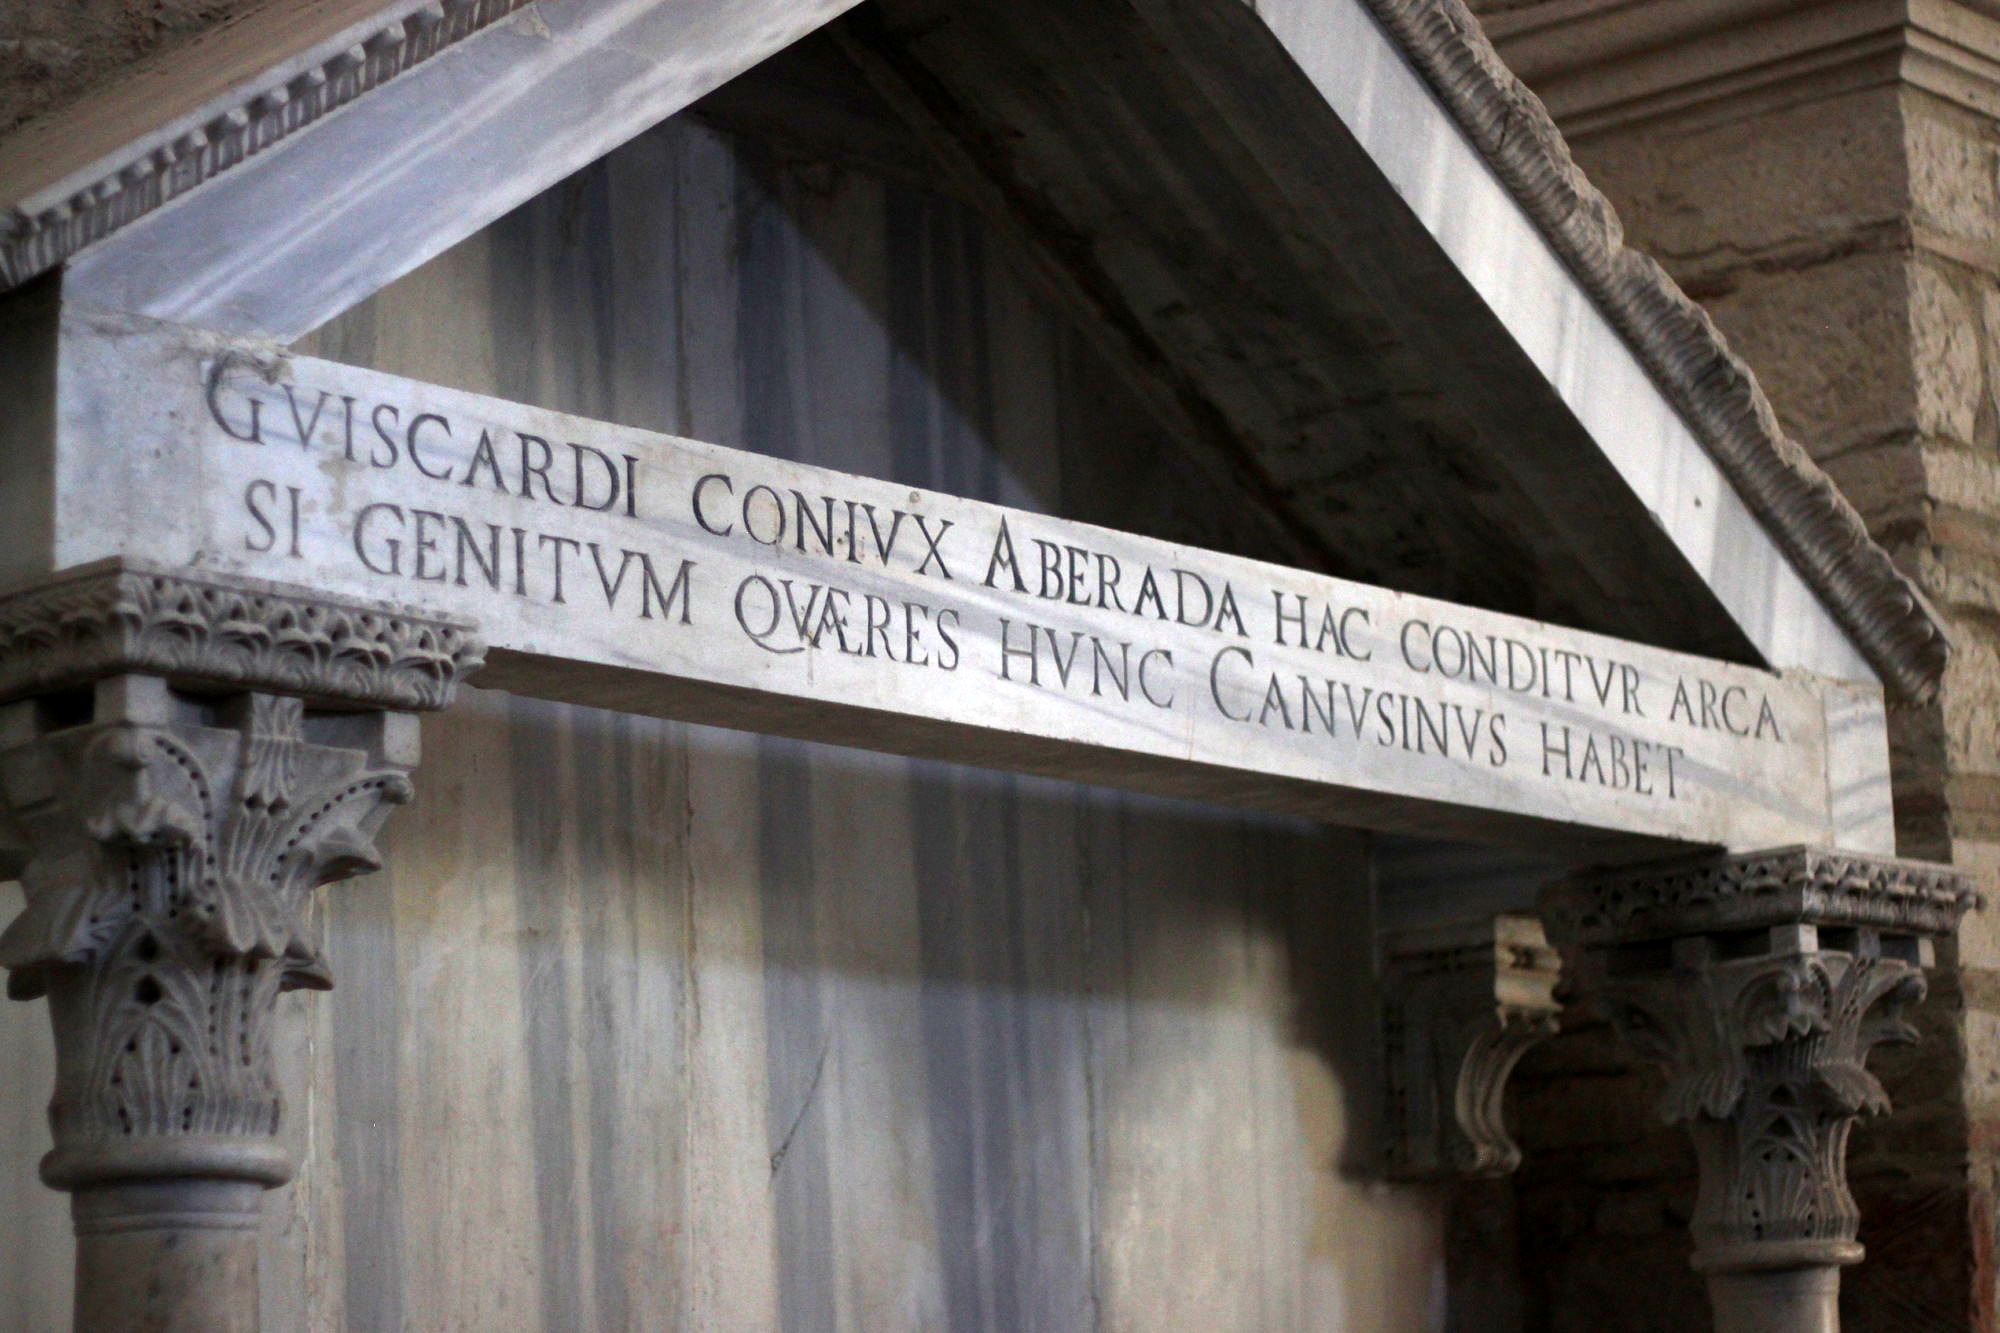 GVISCARDI CONIVX ABERADA HAC CONDITVR ARCA
SI GENITVM QVÆRES HVNC CANVSINVS HABET